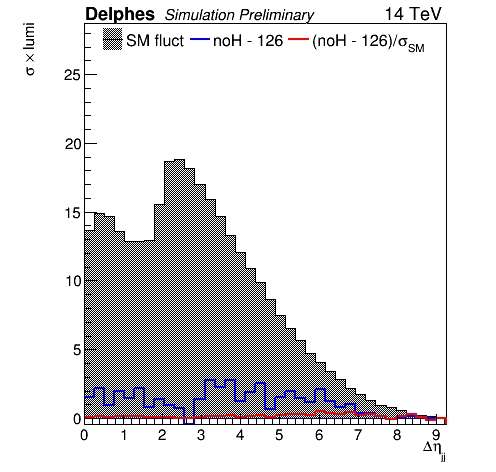 Delphes Simulation Preliminary 14 TeV
SM fluct noH - 126 (noH - 126)/σSM
σ × lumi
25
20
15
10
5
0
0 1 2 3 4 5 6 7 8 9
Δηjj